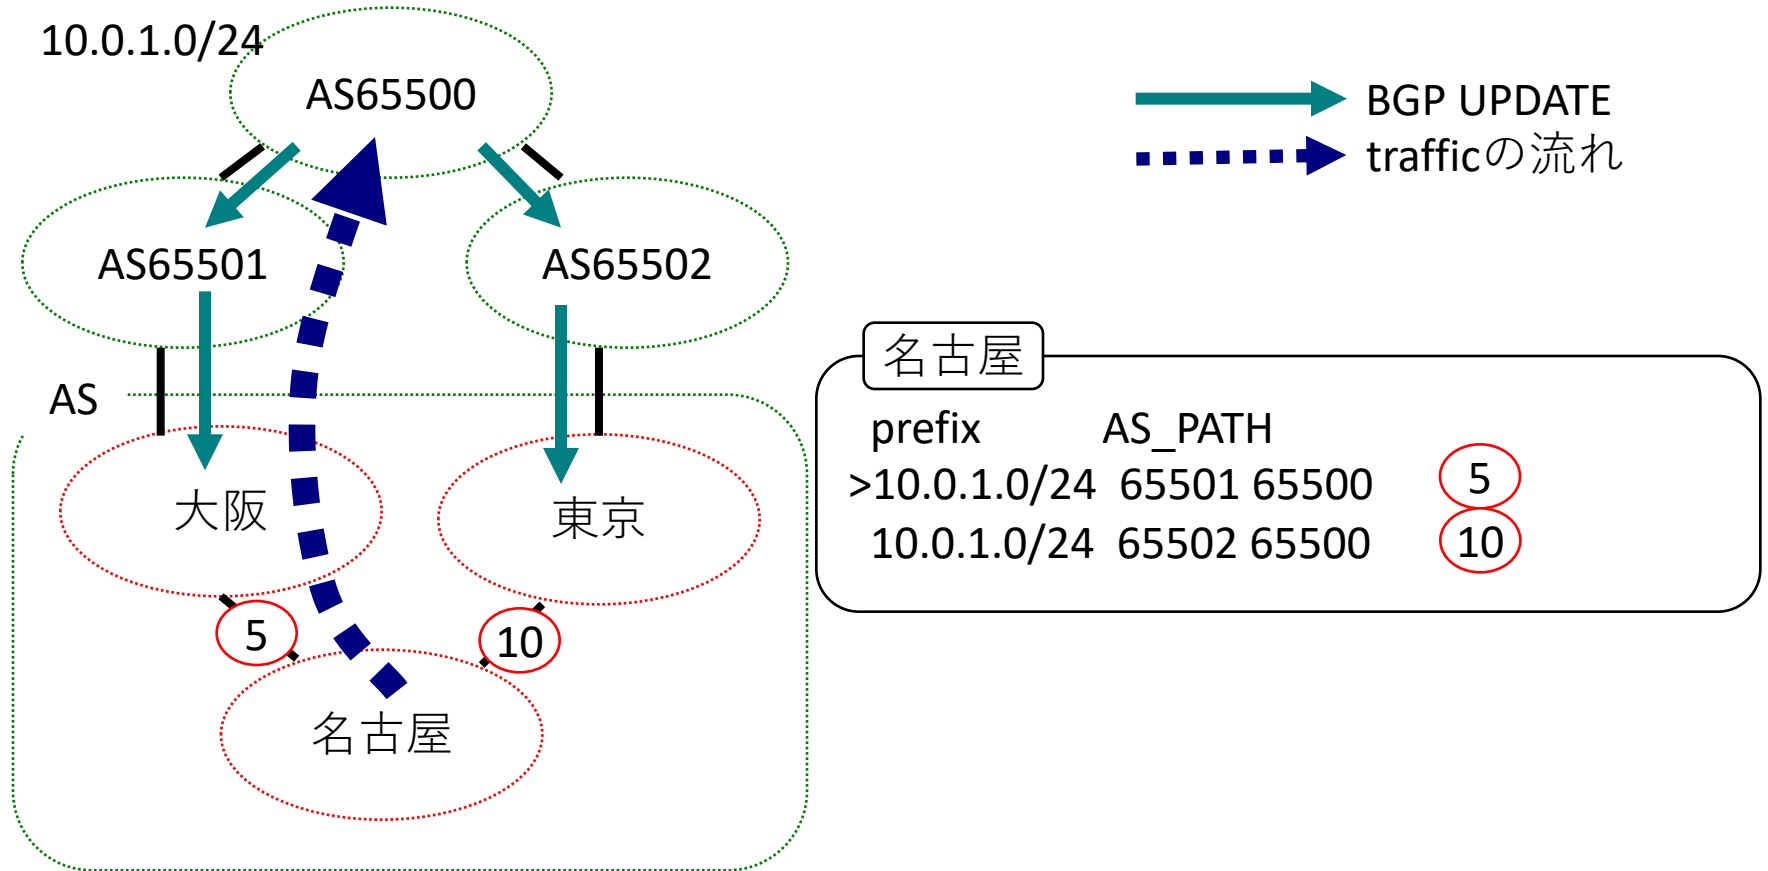 10.0.1.0/24
AS65500
BGP UPDATE
trafficの流れ
AS65501
AS65502
AS
大阪
東京
5
10
名古屋
名古屋
prefix AS_PATH
>10.0.1.0/24 65501 65500 5
10.0.1.0/24 65502 65500 10